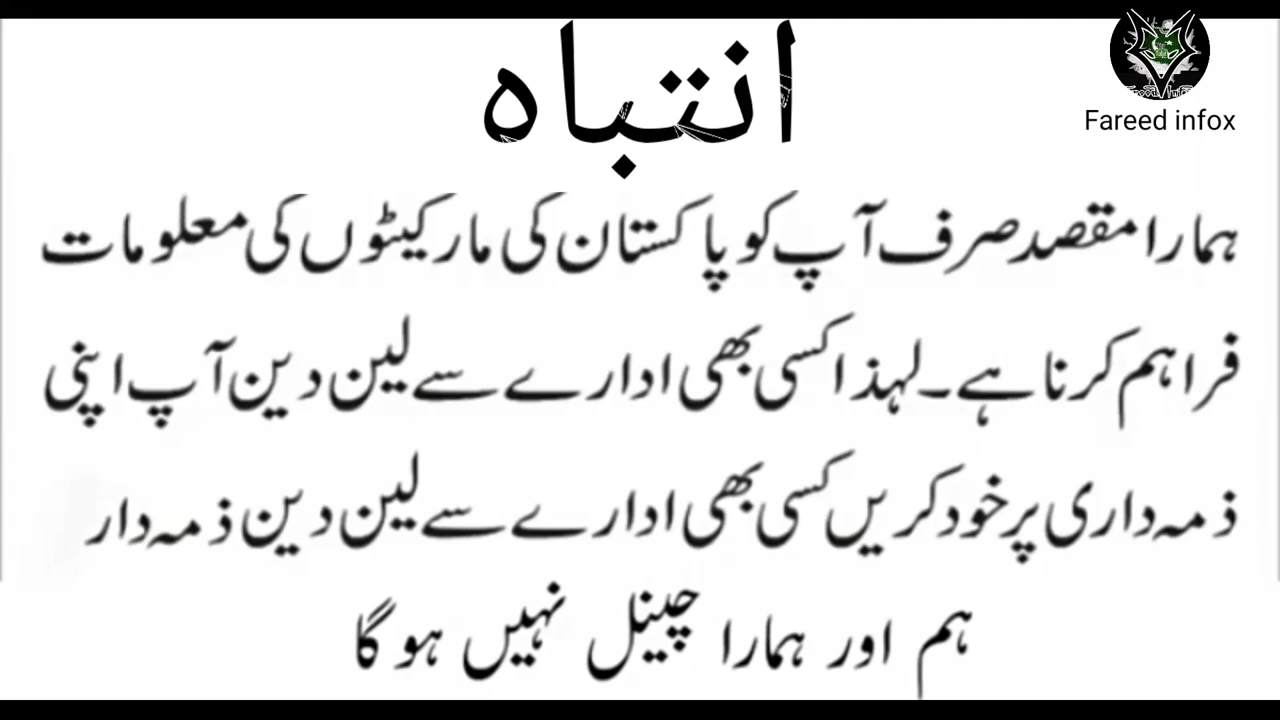 انتباہ
Fareed infox
ہمارا مقصد صرف آپ کو پاکستان کی مارکیٹوں کی معلومات
فراہم کرنا ہے۔ لہذا کسی بھی ادارے سے لین دین آپ اپنی
ذمہ داری پر خود کریں کسی بھی ادارے سے لین دین ذمہ دار
ہم اور ہمارا چینل نہیں ہو گا